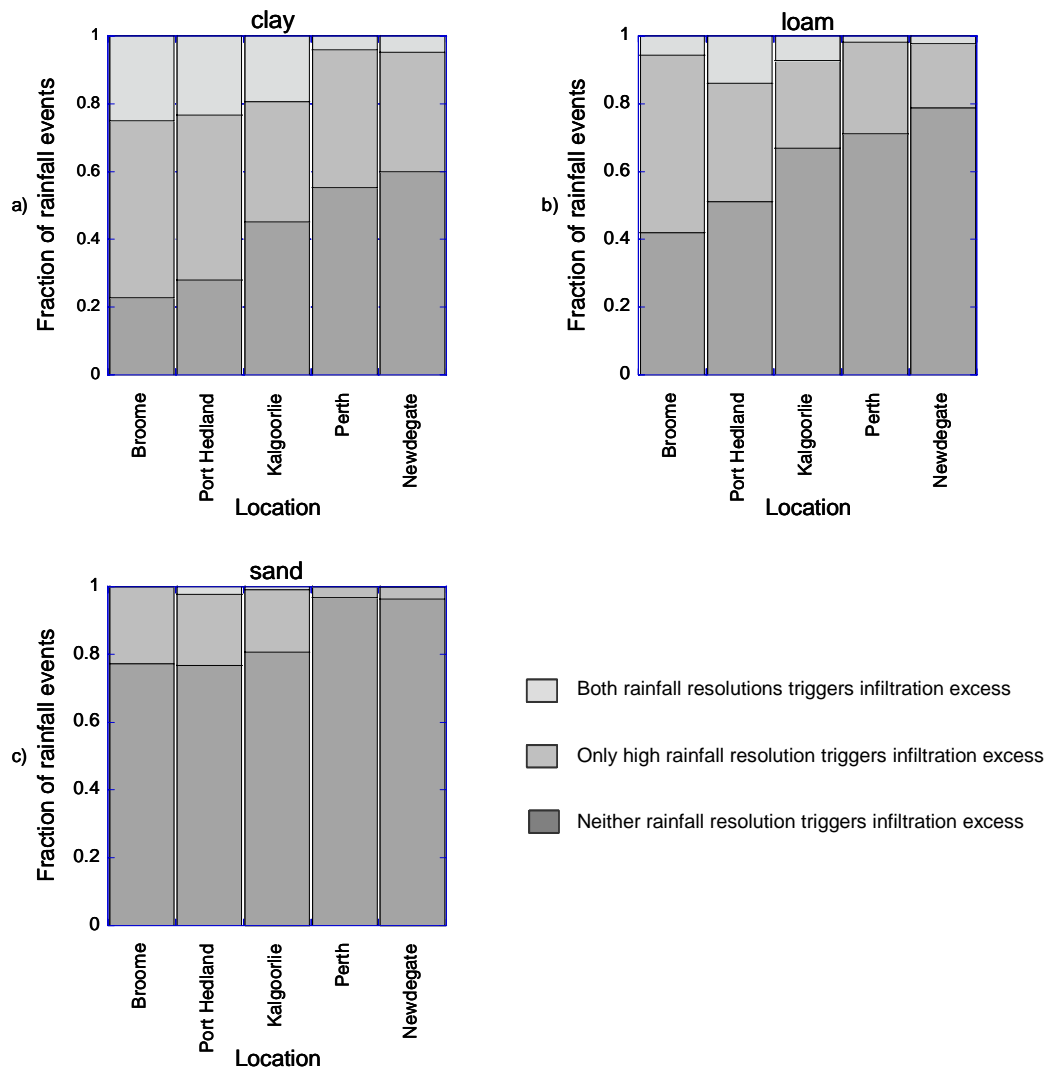 clay
1
0.8
0.6
0.4
0.2
0
Fraction of rainfall events
a)
Broome
Port Hedland
Kalgoorlie
Perth
Newdegate
Location
loam
1
0.8
0.6
0.4
0.2
0
Fraction of rainfall events
b)
Broome
Port Hedland
Kalgoorlie
Perth
Newdegate
Location
sand
1
0.8
0.6
0.4
0.2
0
Fraction of rainfall events
c)
Broome
Port Hedland
Kalgoorlie
Perth
Newdegate
Location
Both rainfall resolutions triggers infiltration excess
Only high rainfall resolution triggers infiltration excess
Neither rainfall resolution triggers infiltration excess